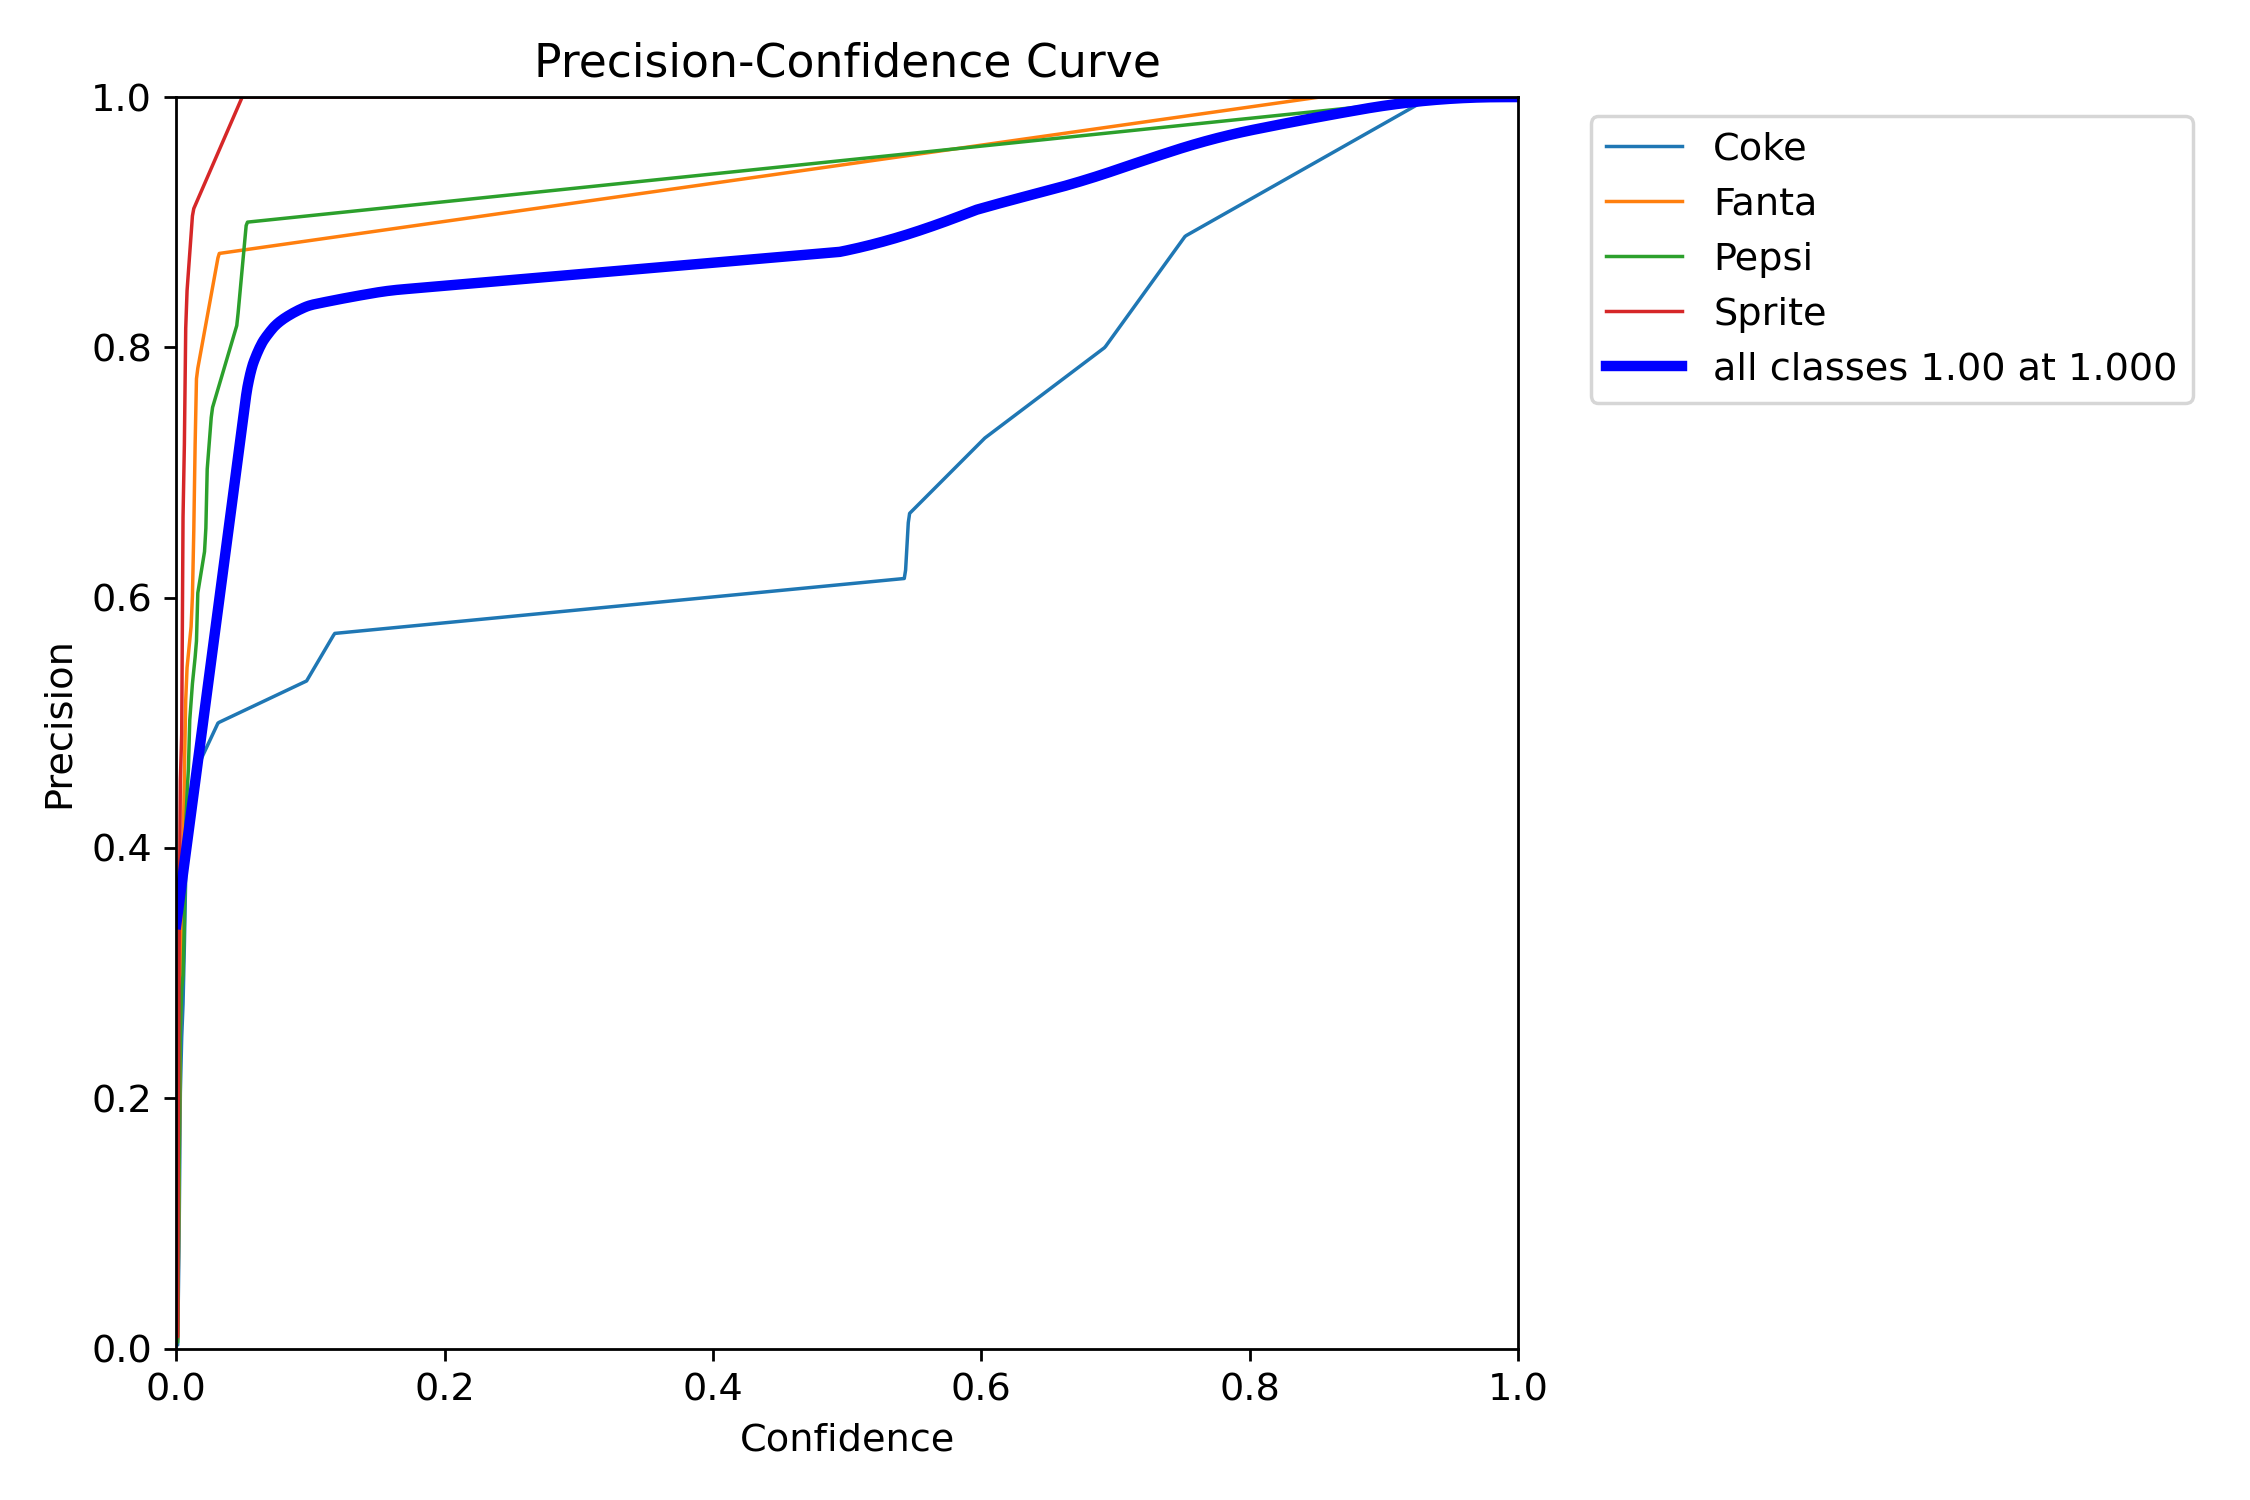 Precision-Confidence Curve
1.0
0.8
0.6
0.4
0.2
0.0
Precision
0.0 0.2 0.4 0.6 0.8 1.0
Confidence
Coke
Fanta
Pepsi
Sprite
all classes 1.00 at 1.000